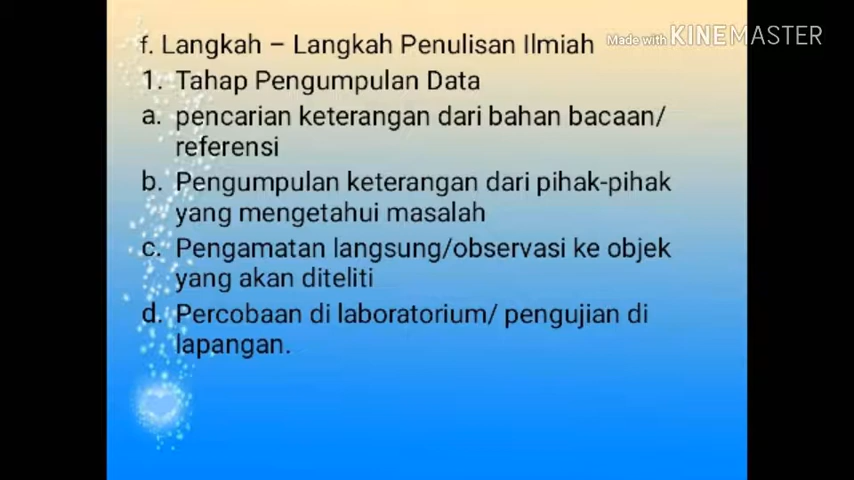 f. Langkah – Langkah Penulisan Ilmiah
Made with KINEMASTER
1. Tahap Pengumpulan Data
a. pencarian keterangan dari bahan bacaan/
referensi
b. Pengumpulan keterangan dari pihak-pihak
yang mengetahui masalah
c. Pengamatan langsung/observasi ke objek
yang akan diteliti
d. Percobaan di laboratorium/ pengujian di
lapangan.